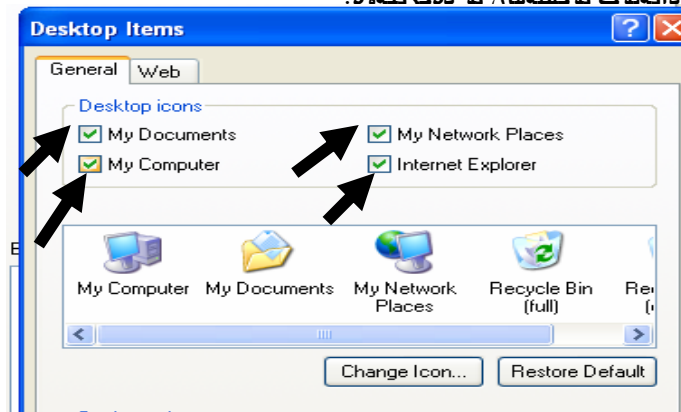 Desktop Items
General Web
Desktop icons
My Documents
My Network Places
My Computer
Internet Explorer
My Computer
My Documents
My Network Places
Recycle Bin (full)
Change Icon...
Restore Default